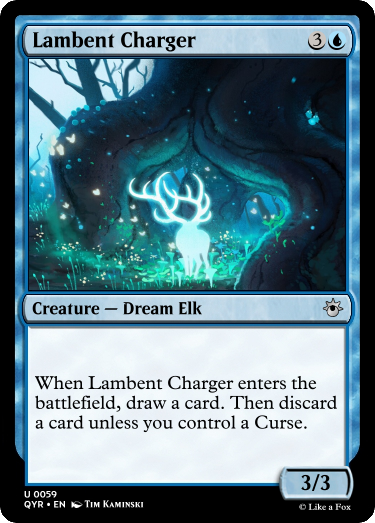 Lambent Charger 3
Creature — Dream Elk
When Lambent Charger enters the
battlefield, draw a card. Then discard
a card unless you control a Curse.
3/3
U 0059
QYR • EN Tim Kaminski
© Like a Fox